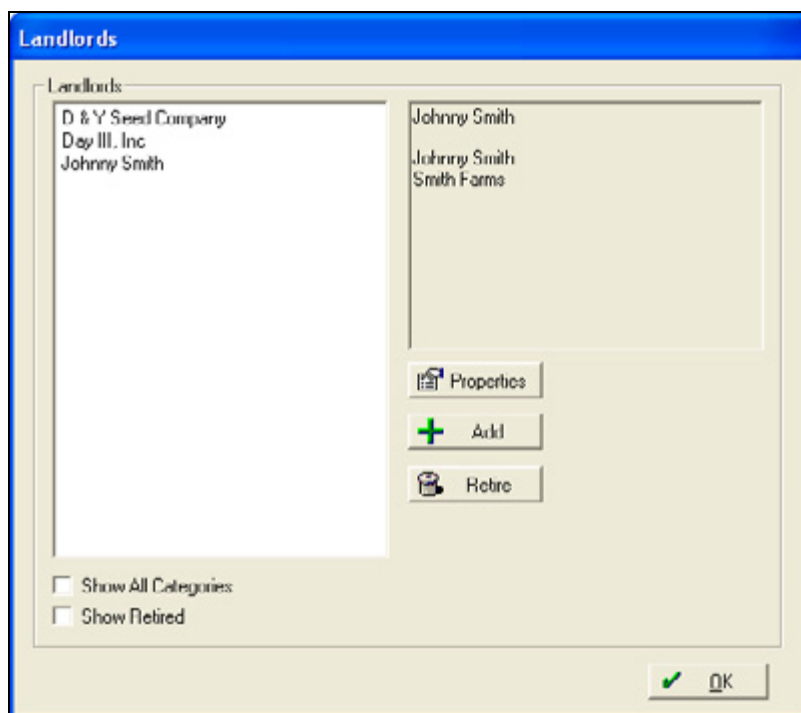 Landlords
Landlords
D & Y Seed Company
Day III, Inc
Johnny Smith
Johnny Smith
Johnny Smith
Smith Farms
Properties
Add
Retire
Show All Categories
Show Retired
OK